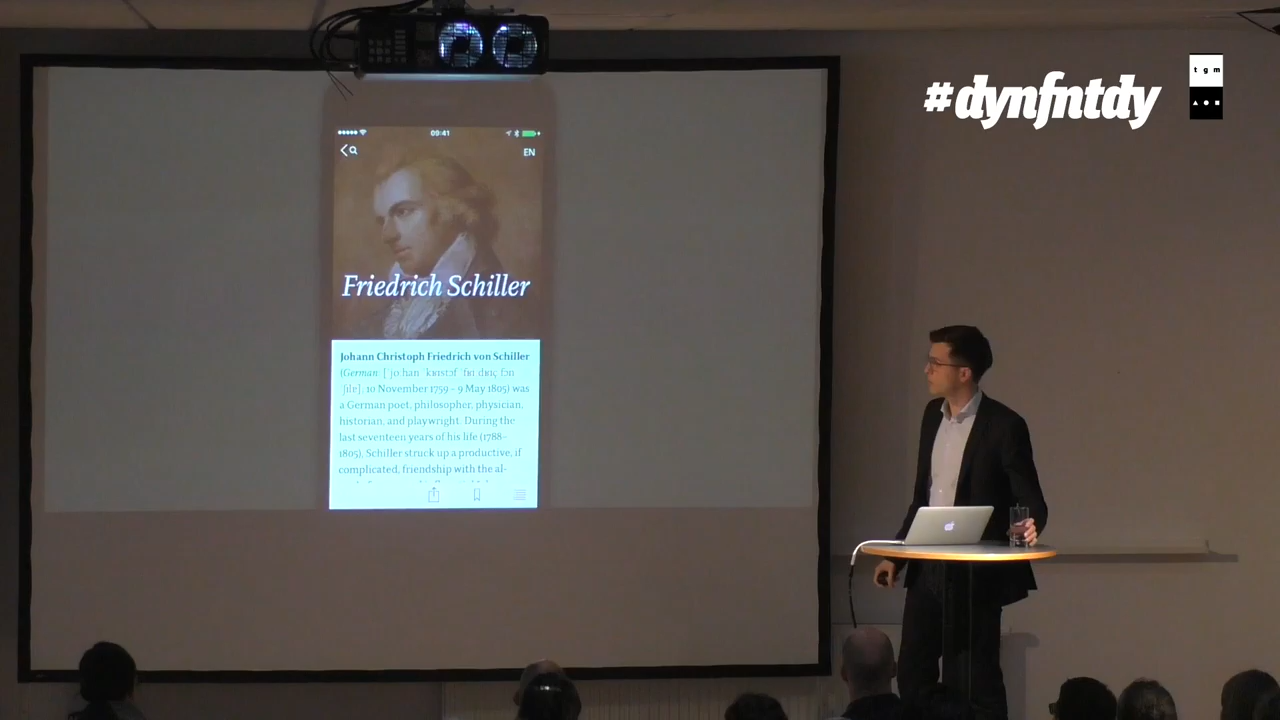 #dynfntdy
tgm
09:41
EN
Friedrich Schiller
Johann Christoph Friedrich von Schiller
(German:
10 November 1759 – 9 May 1805) was
a German poet, philosopher, physician,
historian, and playwright. During the
last seventeen years of his life (1788–
1805), Schiller struck up a productive, if
complicated, friendship with the al-